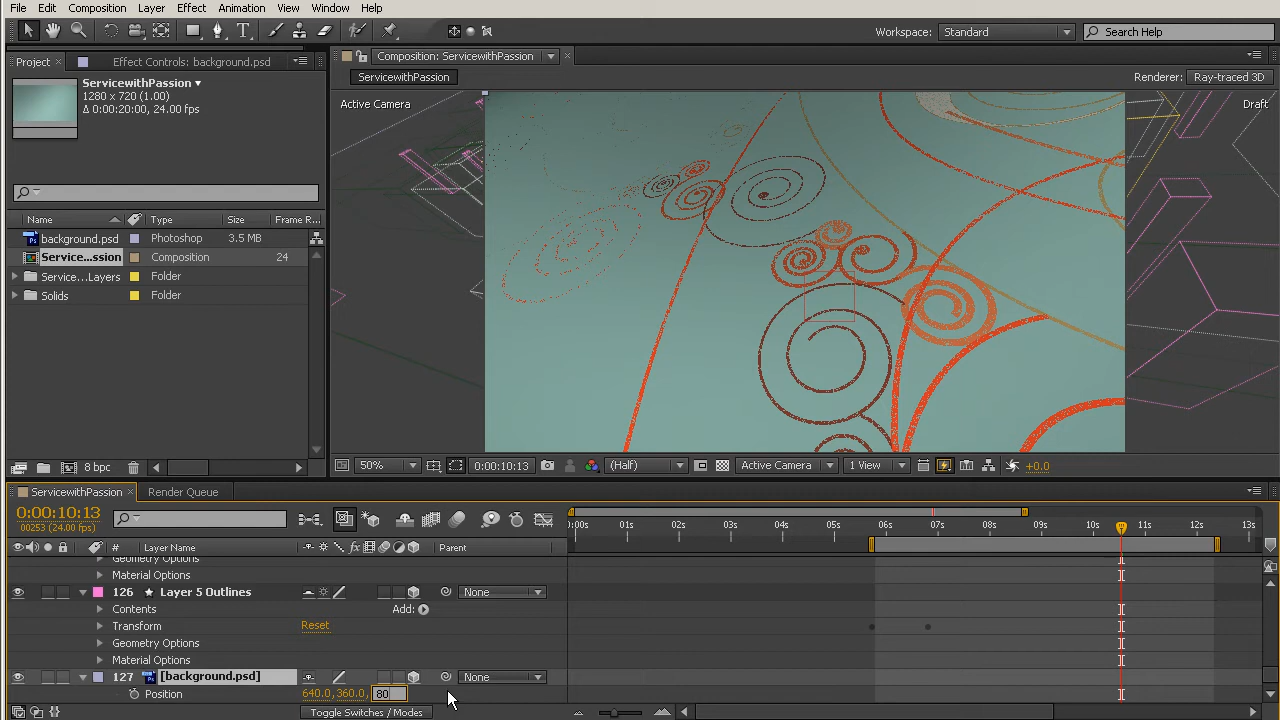 File Edit Composition Layer Effect Animation View Window Help
Workspace: Standard Search Help
Project Effect Controls: background.psd Composition: ServicewithPassion
ServicewithPassion Renderer: Ray-traced 3D
ServicewithPassion
1280 x 720 (1.00)
Δ 0:00:20:00, 24.00 fps
Active Camera Draft
Name Type Size Frame R...
background.psd Photoshop 3.5 MB
Service...ssion Composition 24
Service...Layers Folder
Solids Folder
8 bpc
50% 0:00:10:13 (Half) Active Camera 1 View +0.0
ServicewithPassion Render Queue
0:00:10:13
00253 (24.00 fps)
:00s 01s 02s 03s 04s 05s 06s 07s 08s 09s 10s 11s 12s 13s
# Layer Name fx Parent
Geometry Options
Material Options
126 Layer 5 Outlines None
Contents Add:
Transform Reset
Geometry Options
Material Options
127 [background.psd] None
Position 640.0, 360.0, 80
Toggle Switches / Modes